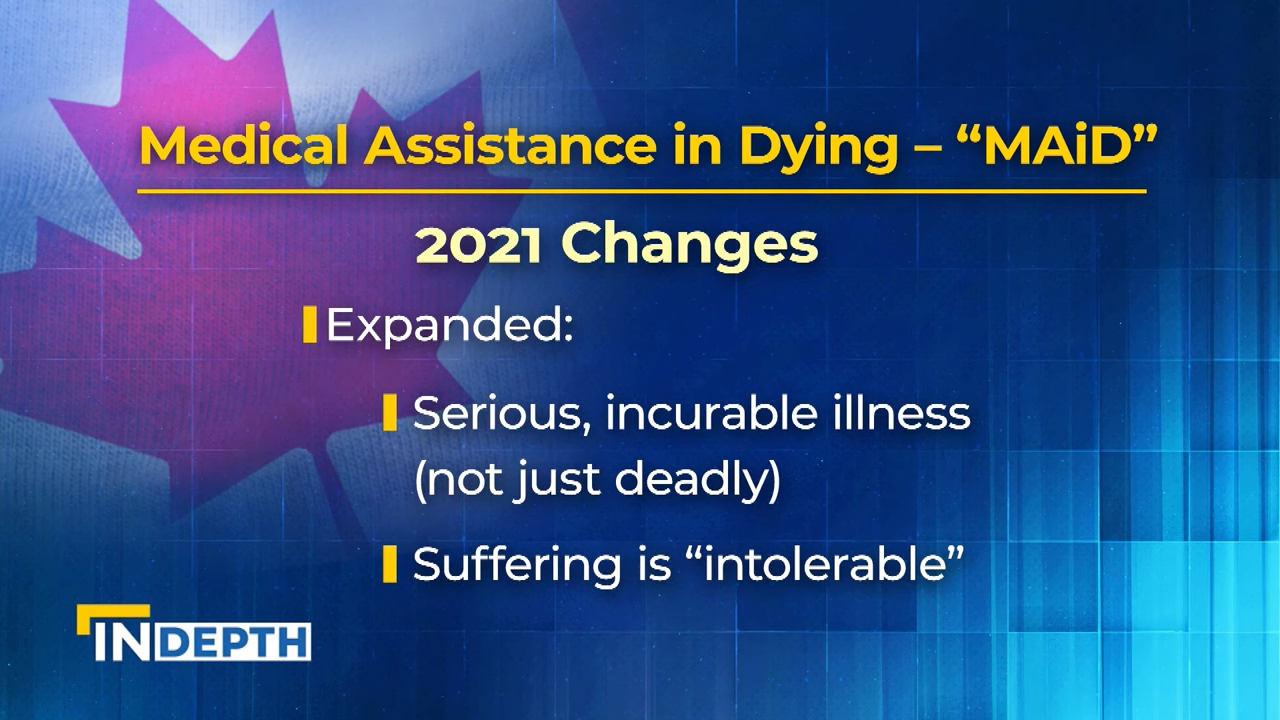 Medical Assistance in Dying – “MAiD”
2021 Changes
Expanded:
Serious, incurable illness
(not just deadly)
Suffering is “intolerable”
INDEPTH